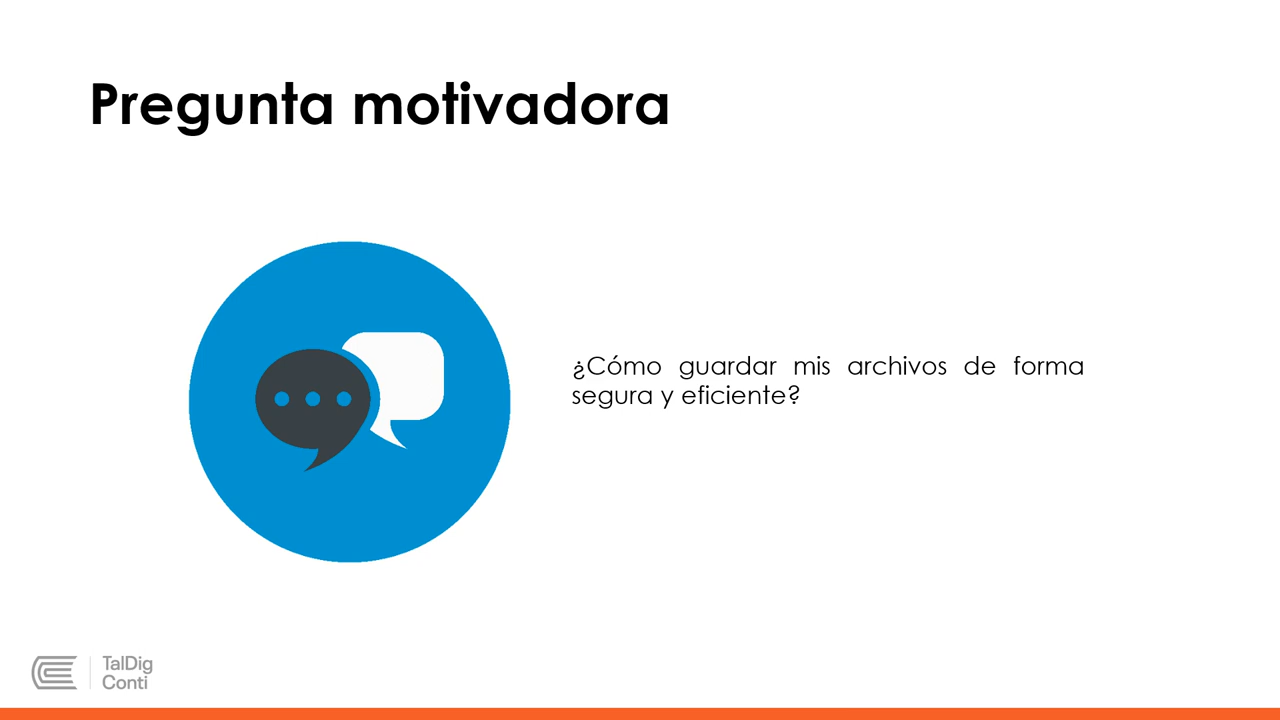 Pregunta motivadora
¿Cómo guardar mis archivos de forma
segura y eficiente?
TalDig
Conti